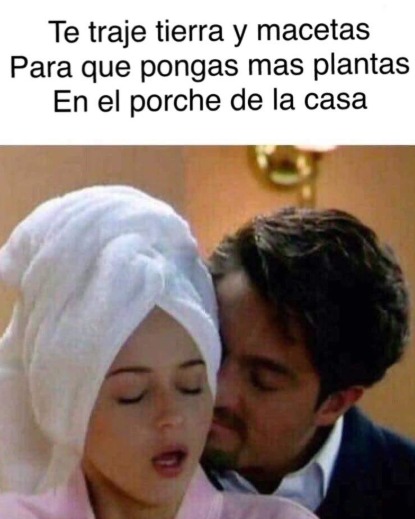 Te traje tierra y macetas
Para que pongas mas plantas
En el porche de la casa